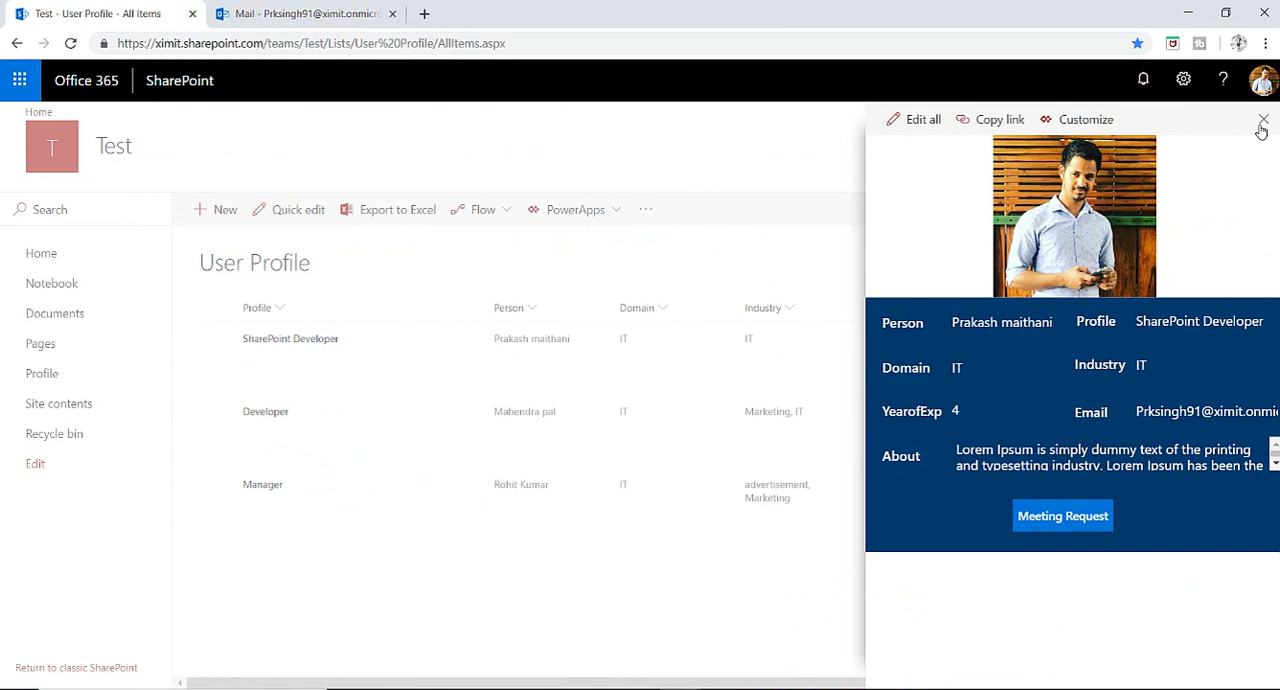 Test - User Profile - All Items
Mail - Prksingh91@ximit.onmicr
https://ximit.sharepoint.com/teams/Test/Lists/User%20Profile/AllItems.aspx
Office 365
SharePoint
Home
T
Test
Search
New
Quick edit
Export to Excel
Flow
PowerApps
Home
Notebook
Documents
Pages
Profile
Site contents
Recycle bin
Edit
Return to classic SharePoint
User Profile
Profile Person Domain Industry
SharePoint Developer Prakash maithani IT IT
Developer Mahendra pal IT Marketing, IT
Manager Rohit Kumar IT advertisement,
Marketing
Edit all
Copy link
Customize
Person Prakash maithani Profile SharePoint Developer
Domain IT Industry IT
YearofExp 4 Email Prksingh91@ximit.onmi
About Lorem Ipsum is simply dummy text of the printing
and typesetting industry. Lorem Ipsum has been the
Meeting Request